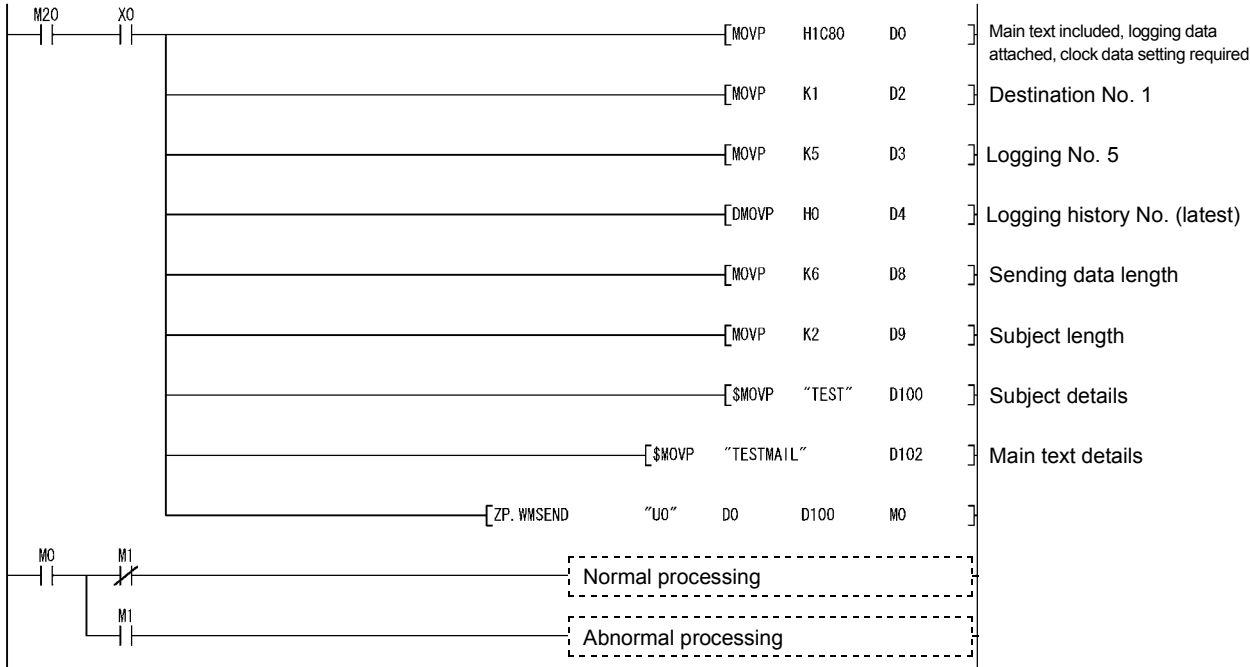 M20 X0
[MOVP H1C80 D0 ] Main text included, logging data
attached, clock data setting required
[MOVP K1 D2 ] Destination No. 1
[MOVP K5 D3 ] Logging No. 5
[DMOVP H0 D4 ] Logging history No. (latest)
[MOVP K6 D8 ] Sending data length
[MOVP K2 D9 ] Subject length
[$MOVP "TEST" D100 ] Subject details
[$MOVP "TESTMAIL" D102 ] Main text details
[ZP.WMSEND "U0" D0 D100 M0 ]
M0 M1
Normal processing
M1
Abnormal processing